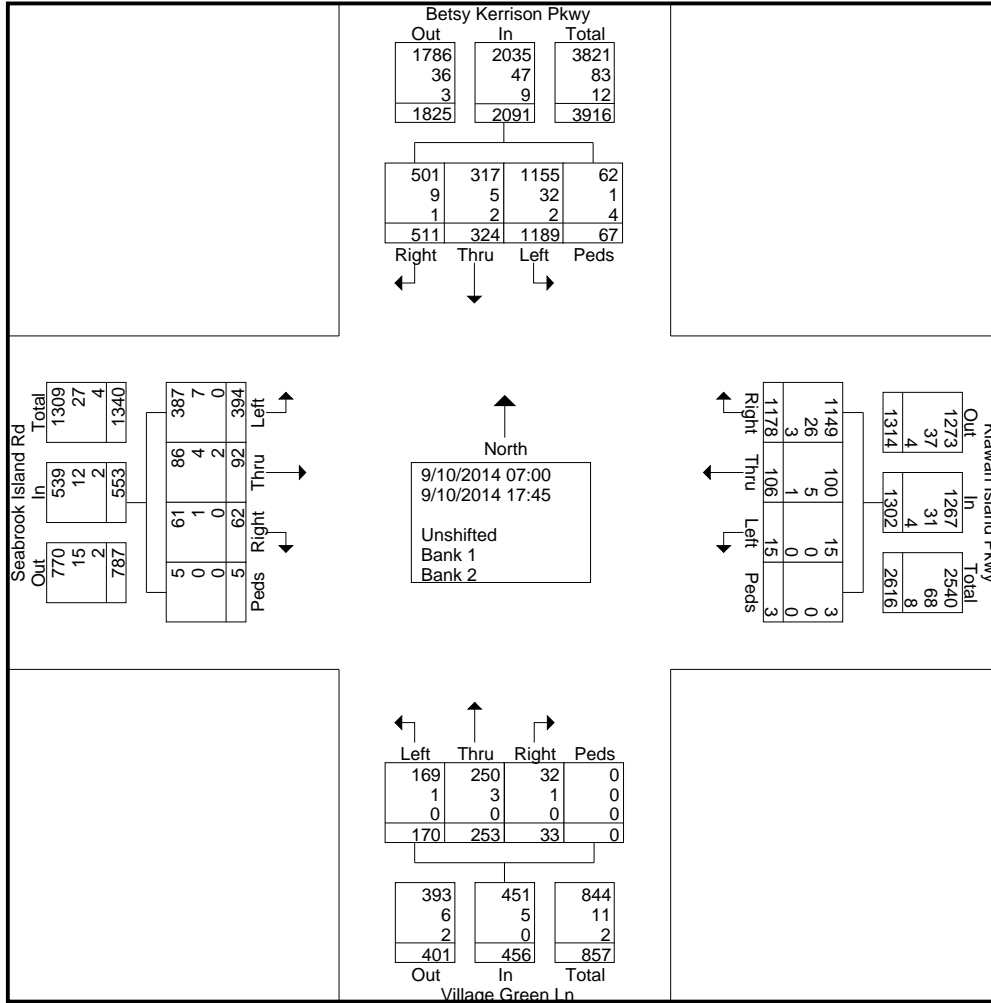 Betsy Kerrison Pkwy
Out In Total
1786 2035 3821
36 47 83
3 9 12
1825 2091 3916
501 317 1155 62
9 5 32 1
1 2 2 4
511 324 1189 67
Right Thru Left Peds
Seabrook Island Rd
Total In Out
1309 539 770
27 12 15
4 2 2
1340 553 787
Left Thru Right Peds
387 86 61 5
7 4 1 0
0 2 0 0
394 92 62 5
North
9/10/2014 07:00
9/10/2014 17:45
Unshifted
Bank 1
Bank 2
Right Thru Left Peds
1149 100 15 3
26 5 0 0
3 1 0 0
1178 106 15 3
Island Pkwy
Out In Total
1273 1267 2540
37 31 68
4 4 8
1314 1302 2616
Left Thru Right Peds
169 250 32 0
1 3 1 0
0 0 0 0
170 253 33 0
393 451 844
6 5 11
2 0 2
401 456 857
Out In Total
Village Green Ln